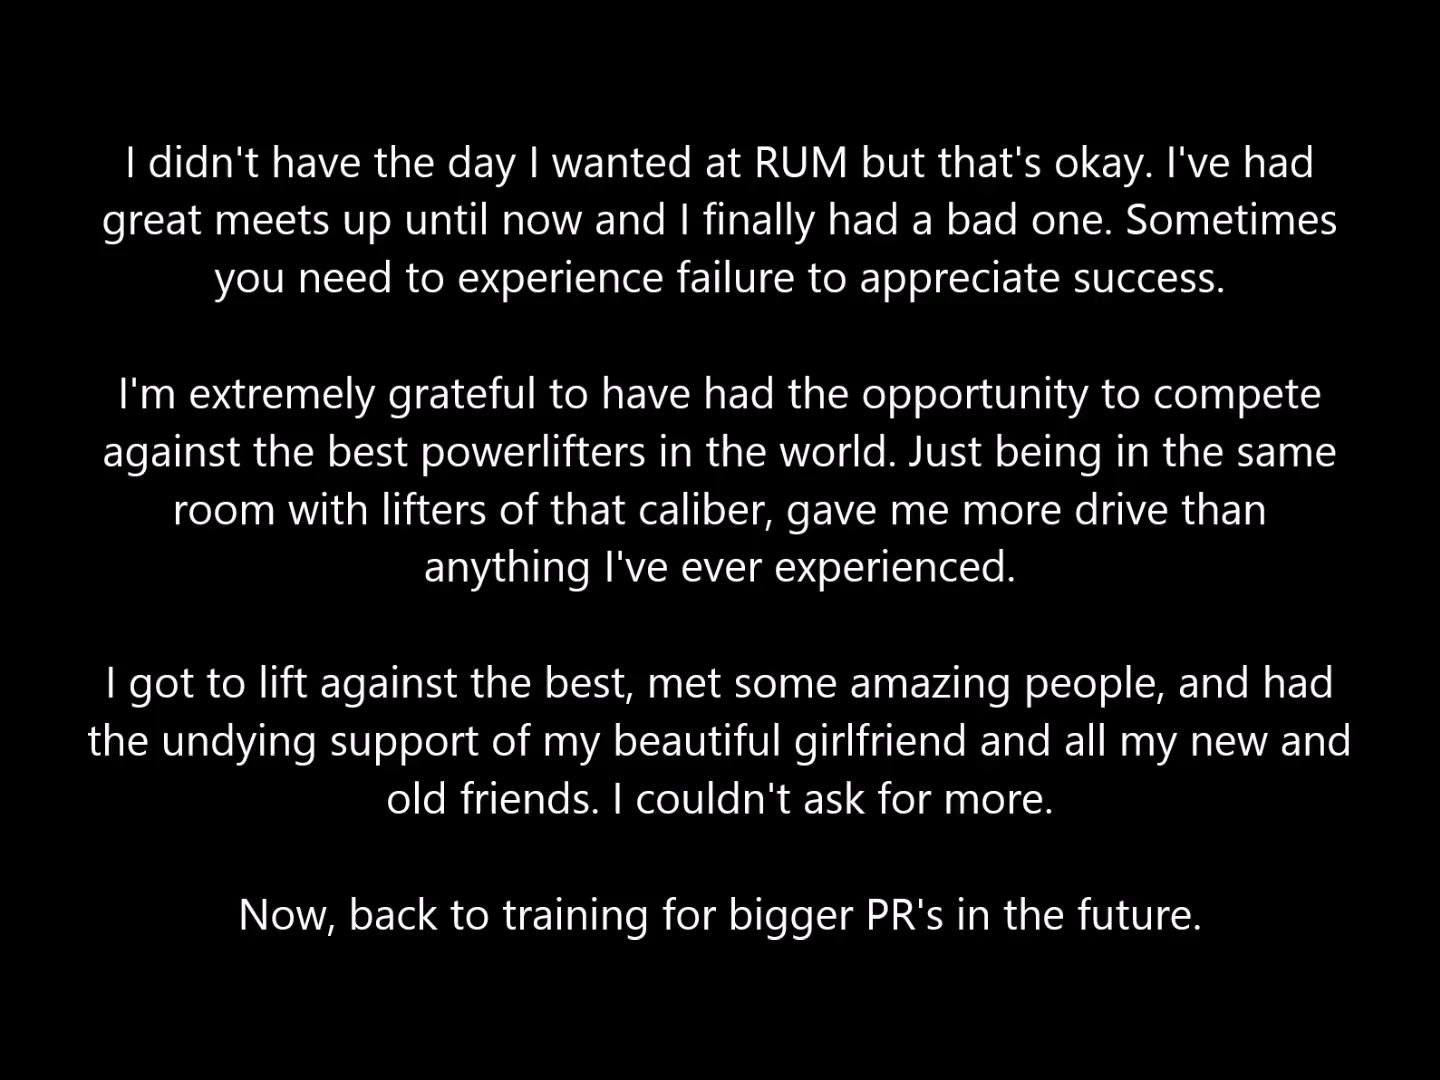 I didn't have the day I wanted at RUM but that's okay. I've had
great meets up until now and I finally had a bad one. Sometimes
you need to experience failure to appreciate success.
I'm extremely grateful to have had the opportunity to compete
against the best powerlifters in the world. Just being in the same
room with lifters of that caliber, gave me more drive than
anything I've ever experienced.
I got to lift against the best, met some amazing people, and had
the undying support of my beautiful girlfriend and all my new and
old friends. I couldn't ask for more.
Now, back to training for bigger PR's in the future.